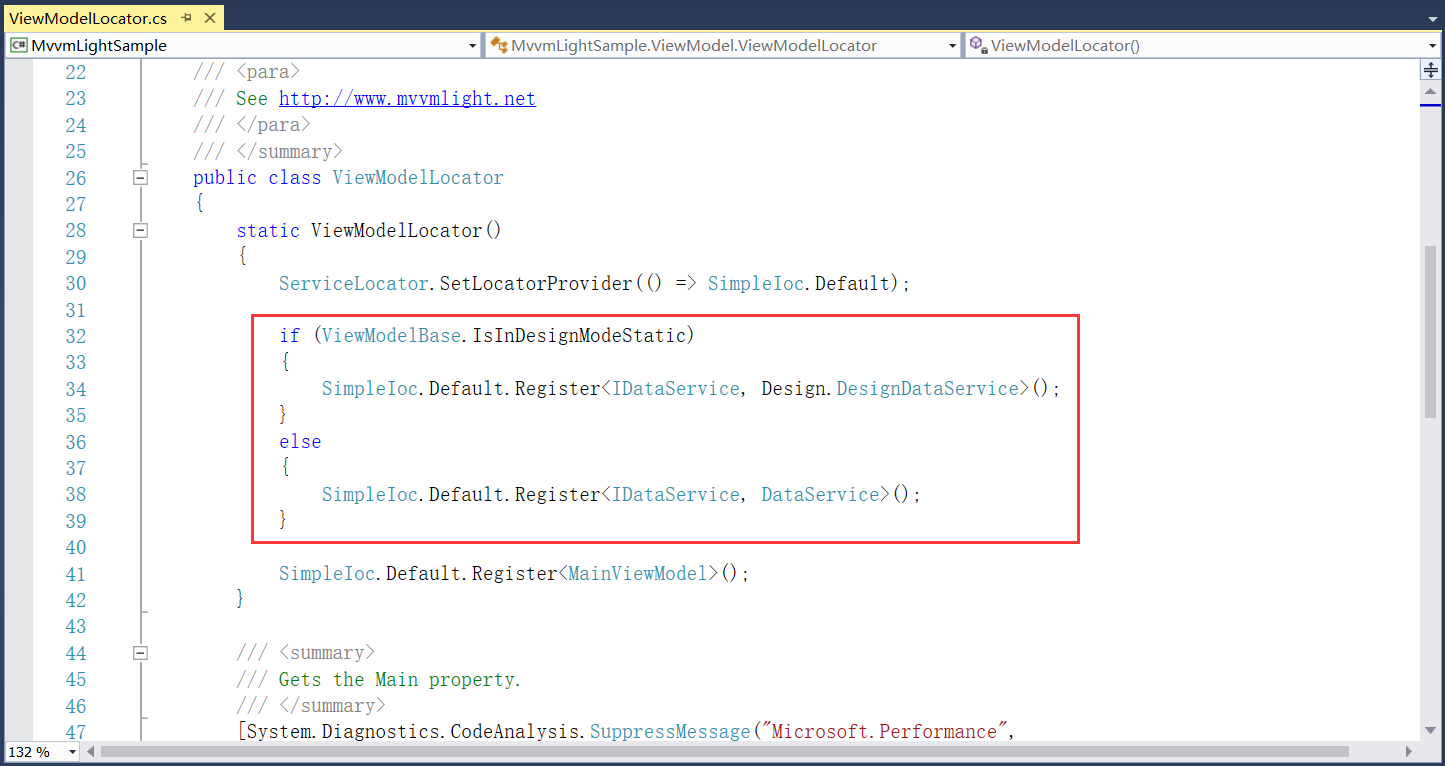 ViewModelLocator.cs
MvvmLightSample MvvmLightSample.ViewModel.ViewModelLocator ViewModelLocator()
22 /// <para>
23 /// See http://www.mvvmlight.net
24 /// </para>
25 /// </summary>
26 public class ViewModelLocator
27 {
28 static ViewModelLocator()
29 {
30 ServiceLocator.SetLocatorProvider(() => SimpleIoc.Default);
31
32 if (ViewModelBase.IsInDesignModeStatic)
33 {
34 SimpleIoc.Default.Register<IDataService, Design.DesignDataService>();
35 }
36 else
37 {
38 SimpleIoc.Default.Register<IDataService, DataService>();
39 }
40
41 SimpleIoc.Default.Register<MainViewModel>();
42 }
43
44 /// <summary>
45 /// Gets the Main property.
46 /// </summary>
47 [System.Diagnostics.CodeAnalysis.SuppressMessage("Microsoft.Performance",
132 %